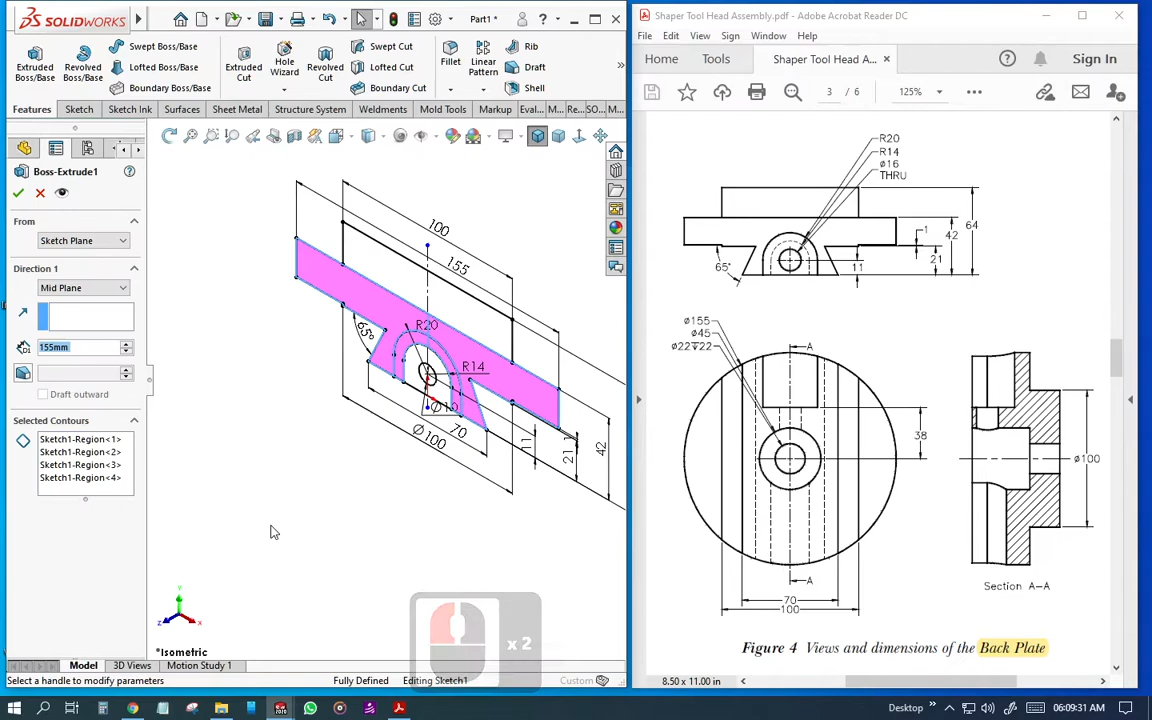 SOLIDWORKS
Part1 *
Extruded Boss/Base
Revolved Boss/Base
Swept Boss/Base
Lofted Boss/Base
Boundary Boss/Base
Extruded Cut
Hole Wizard
Revolved Cut
Swept Cut
Lofted Cut
Boundary Cut
Fillet
Linear Pattern
Rib
Draft
Shell
Features
Sketch
Sketch Ink
Surfaces
Sheet Metal
Structure System
Weldments
Mold Tools
Markup
Eval...
M...
Re...
SO...
M...
Boss-Extrude1
From
Sketch Plane
Direction 1
Mid Plane
155mm
Draft outward
Selected Contours
Sketch1-Region<1>
Sketch1-Region<2>
Sketch1-Region<3>
Sketch1-Region<4>
100
155
R20
65°
R14
70
Ø100
11
21
1
42
Y
Z
X
*Isometric
x 2
Model
3D Views
Motion Study 1
Select a handle to modify parameters
Fully Defined
Editing Sketch1
Custom
Shaper Tool Head Assembly.pdf - Adobe Acrobat Reader DC
File Edit View Sign Window Help
Home
Tools
Shaper Tool Head A...
Sign In
3 / 6
125%
R20
R14
ø16
THRU
64
42
1
21
11
65°
ø155
ø45
ø22↧22
A
38
A
70
100
ø100
Section A-A
Figure 4 Views and dimensions of the Back Plate
8.50 x 11.00 in
Desktop
06:09:31 AM